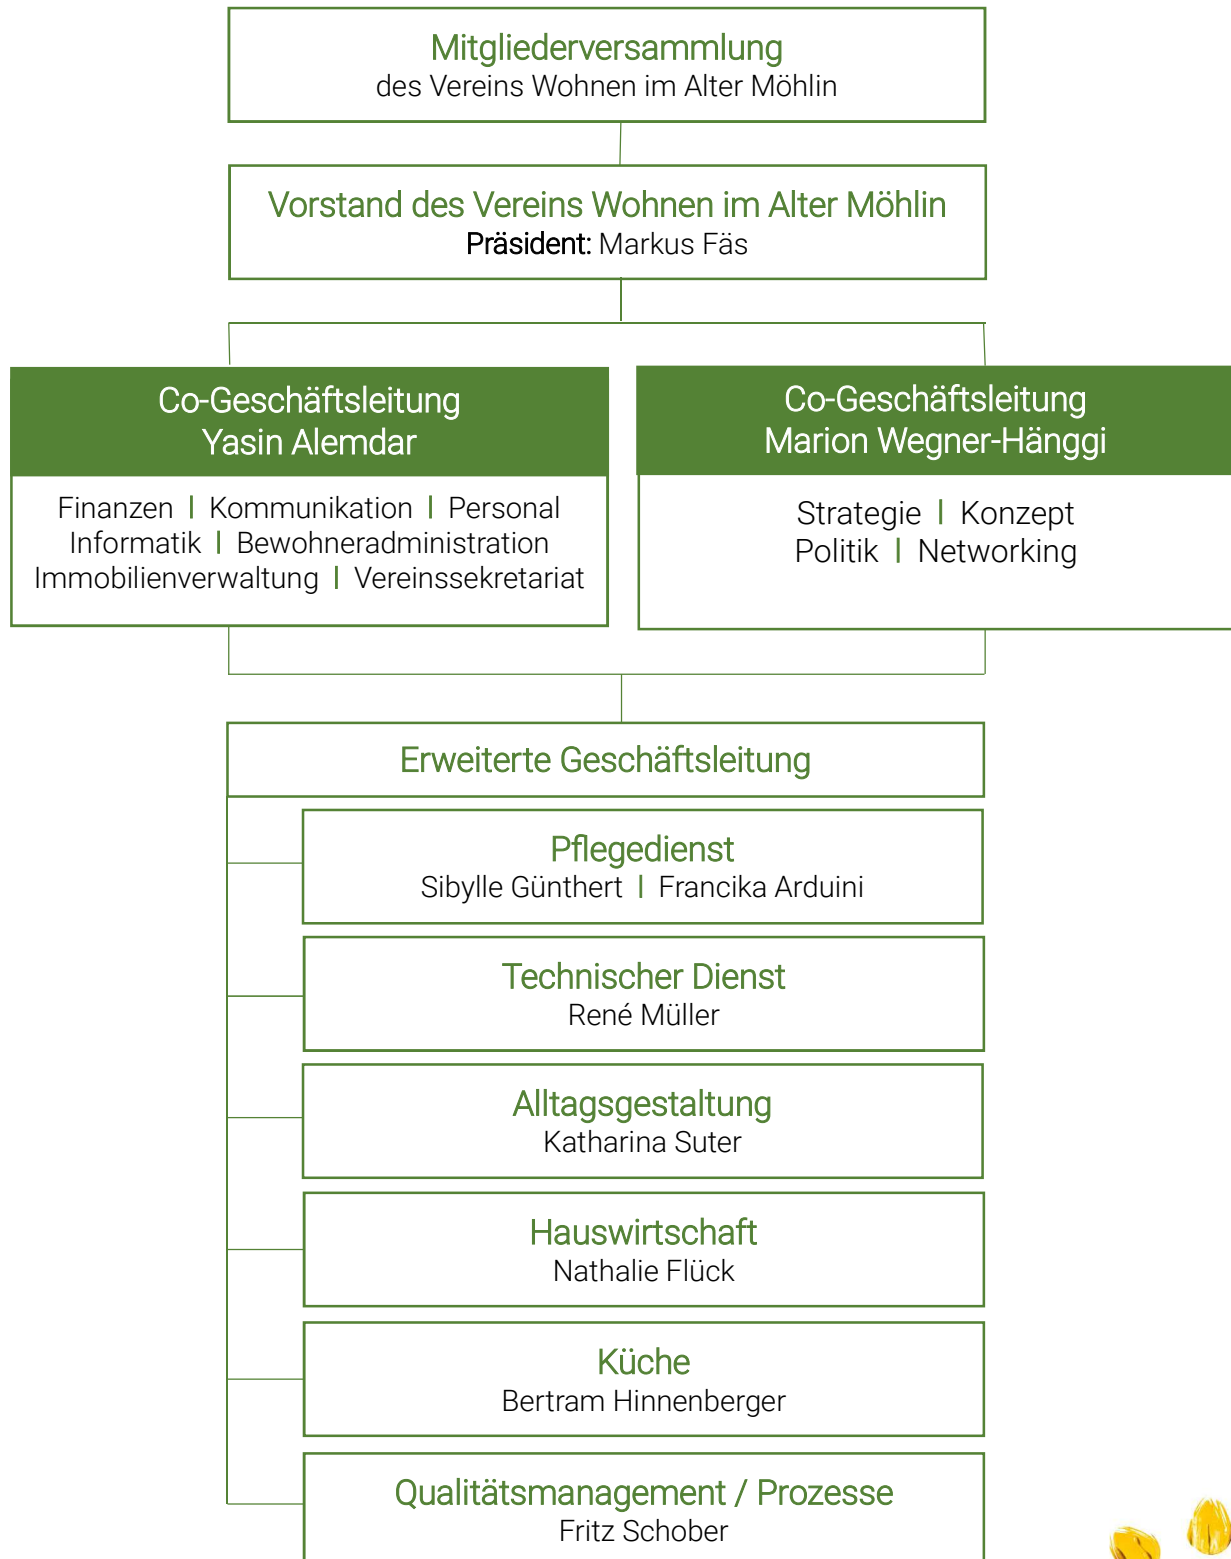 Mitgliederversammlung
des Vereins Wohnen im Alter Möhlin
Vorstand des Vereins Wohnen im Alter Möhlin
Präsident: Markus Fäs
Co-Geschäftsleitung
Yasin Alemdar
Finanzen | Kommunikation | Personal
Informatik | Bewohneradministration
Immobilienverwaltung | Vereinssekretariat
Co-Geschäftsleitung
Marion Wegner-Hänggi
Strategie | Konzept
Politik | Networking
Erweiterte Geschäftsleitung
Pflegedienst
Sibylle Günthert | Francika Arduini
Technischer Dienst
René Müller
Alltagsgestaltung
Katharina Suter
Hauswirtschaft
Nathalie Flück
Küche
Bertram Hinnenberger
Qualitätsmanagement / Prozesse
Fritz Schober